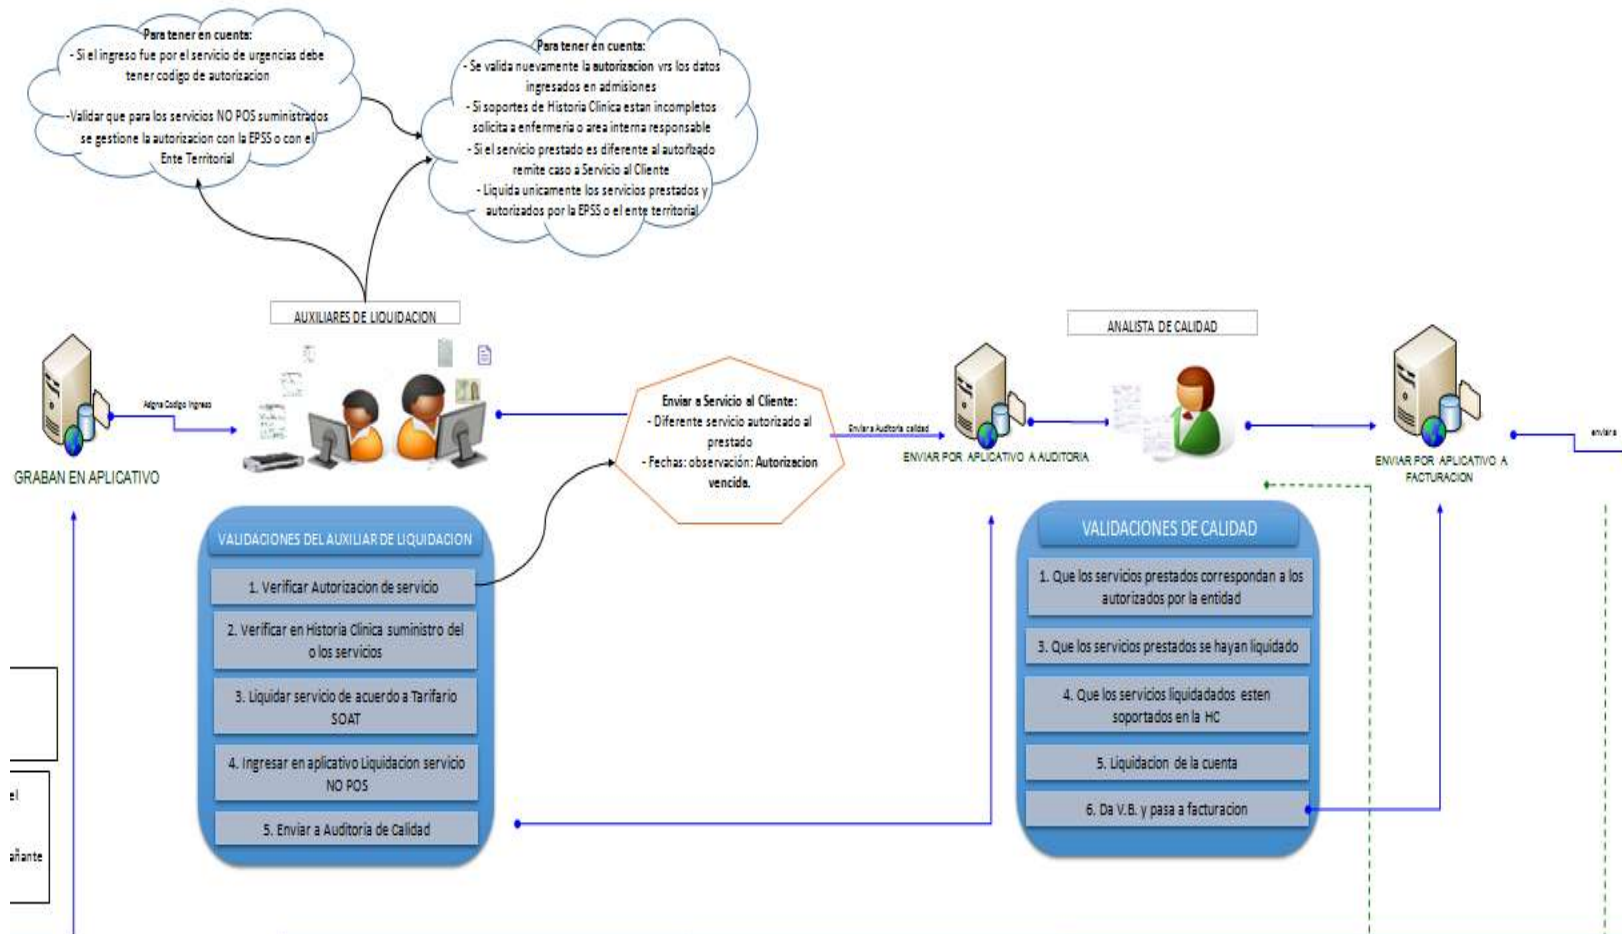 Para tener en cuenta:
- Si el ingreso fue por el servicio de urgencias debe
tener codigo de autorizacion
-Validar que para los servicios NO POS suministrados
se gestione la autorizacion con la EPSS o con el
Ente Territorial
Para tener en cuenta:
- Se valida nuevamente la autorizacion vrs los datos
ingresados en admisiones
- Si soportes de Historia Clinica estan incompletos
solicita a enfermeria o area interna responsable
- Si el servicio prestado es diferente al autorizado
remite caso a Servicio al Cliente
- Liquida unicamente los servicios prestados y
autorizados por la EPSS o el ente territorial
AUXILIARES DE LIQUIDACION
ANALISTA DE CALIDAD
Asigna Codigo Ingreso
GRABAN EN APLICATIVO
Enviar a Servicio al Cliente:
- Diferente servicio autorizado al
prestado
- Fechas: observación: Autorizacion
vencida.
Enviar a Auditoria calidad
ENVIAR POR APLICATIVO A AUDITORIA
ENVIAR POR APLICATIVO A
FACTURACION
enviar a
VALIDACIONES DEL AUXILIAR DE LIQUIDACION
1. Verificar Autorizacion de servicio
2. Verificar en Historia Clinica suministro del
o los servicios
3. Liquidar servicio de acuerdo a Tarifario
SOAT
4. Ingresar en aplicativo Liquidacion servicio
NO POS
5. Enviar a Auditoria de Calidad
VALIDACIONES DE CALIDAD
1. Que los servicios prestados correspondan a los
autorizados por la entidad
3. Que los servicios prestados se hayan liquidado
4. Que los servicios liquidadados esten
soportados en la HC
5. Liquidacion de la cuenta
6. Da V.B. y pasa a facturacion
el
añante